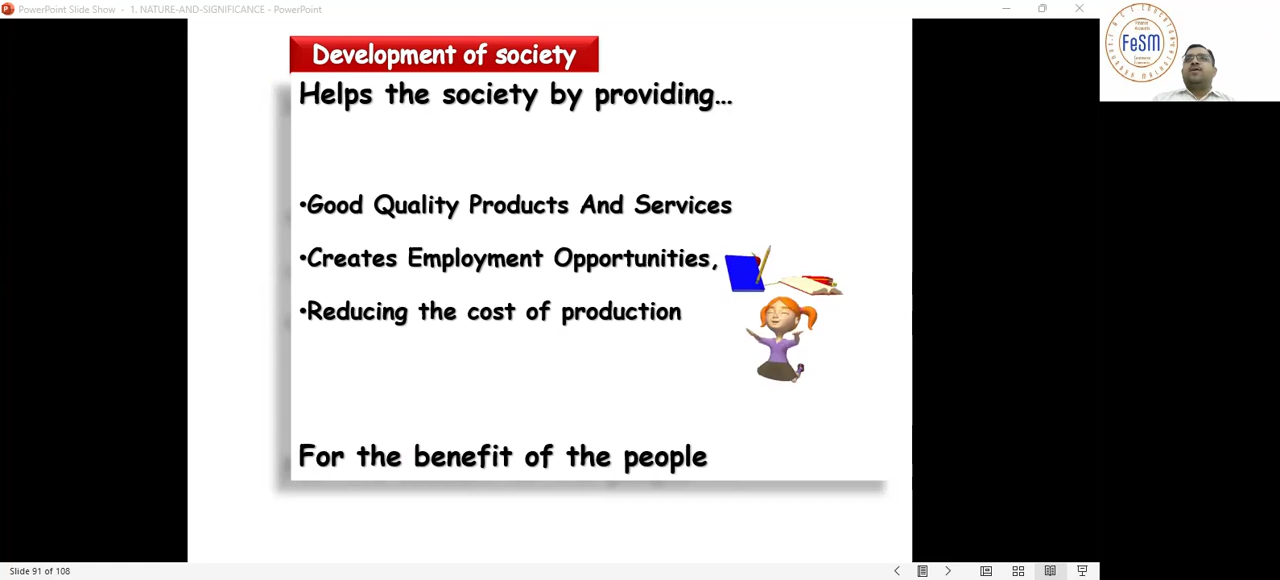 PowerPoint Slide Show - 1. NATURE-AND-SIGNIFICANCE - PowerPoint
FeSM
Development of society
Helps the society by providing...
•Good Quality Products And Services
•Creates Employment Opportunities,
•Reducing the cost of production
For the benefit of the people
Slide 91 of 108